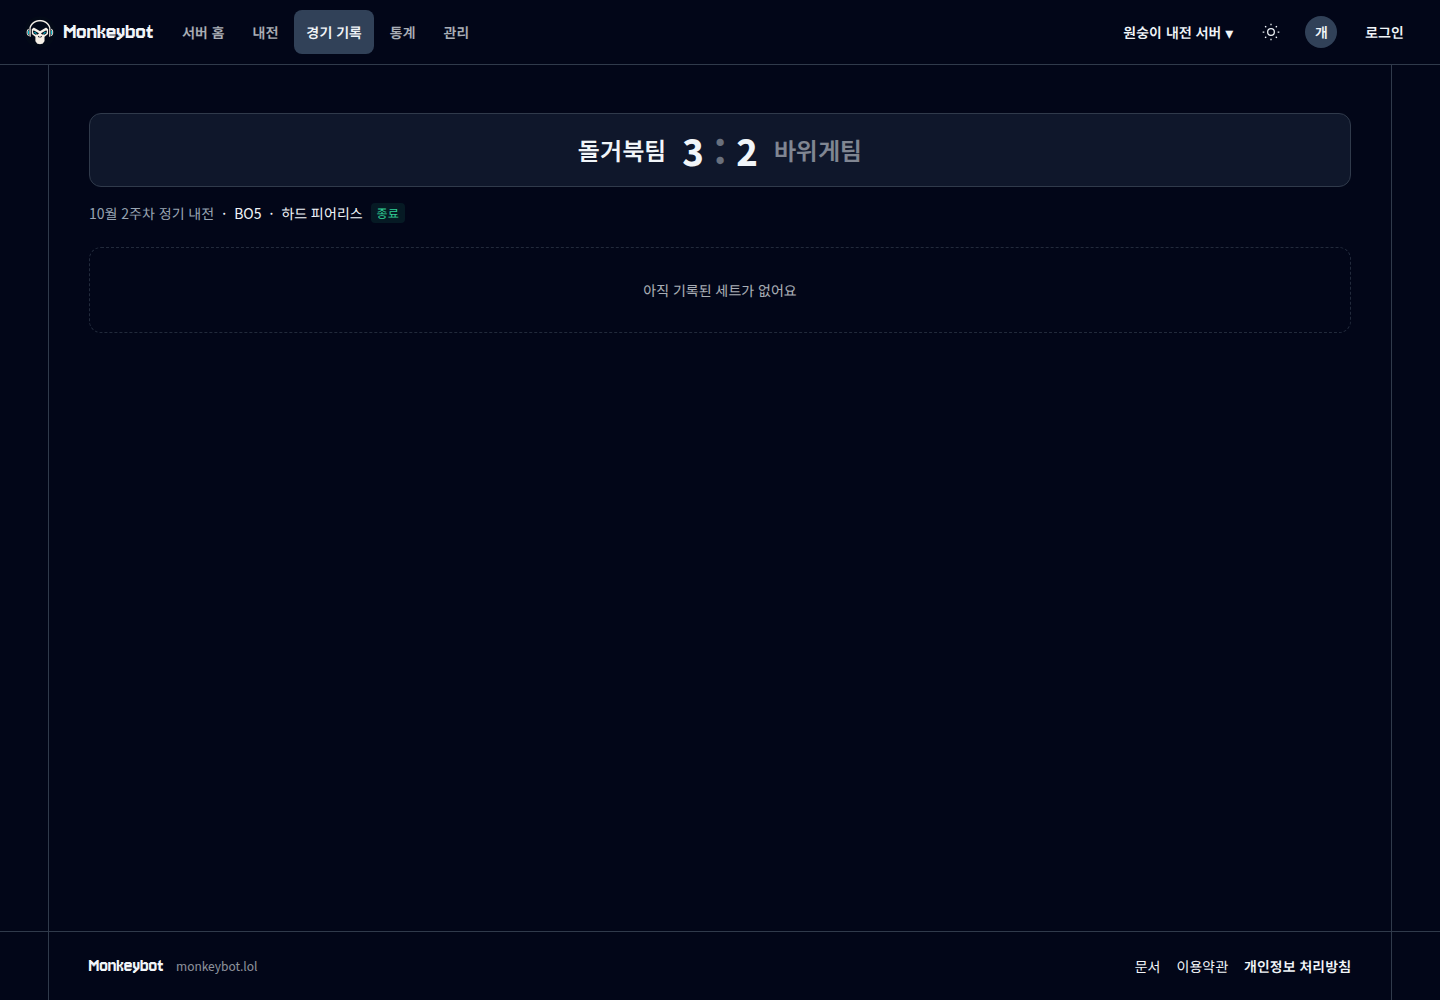 Monkeybot 서버 홈 내전 경기 기록 통계 관리 원숭이 내전 서버 ▾ 개 로그인
돌거북팀 3 : 2 바위게팀
10월 2주차 정기 내전 · BO5 · 하드 피어리스 종료
아직 기록된 세트가 없어요
Monkeybot monkeybot.lol 문서 이용약관 개인정보 처리방침